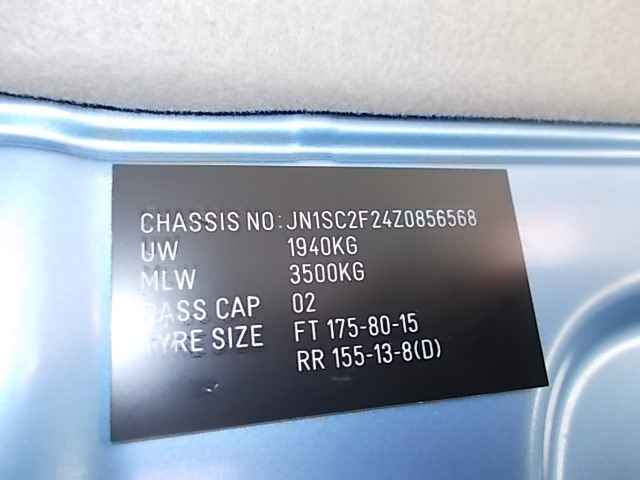 CHASSIS NO: JN1SC2F24Z0856568
UW 1940KG
MLW 3500KG
PASS CAP 02
TYRE SIZE FT 175-80-15
RR 155-13-8(D)